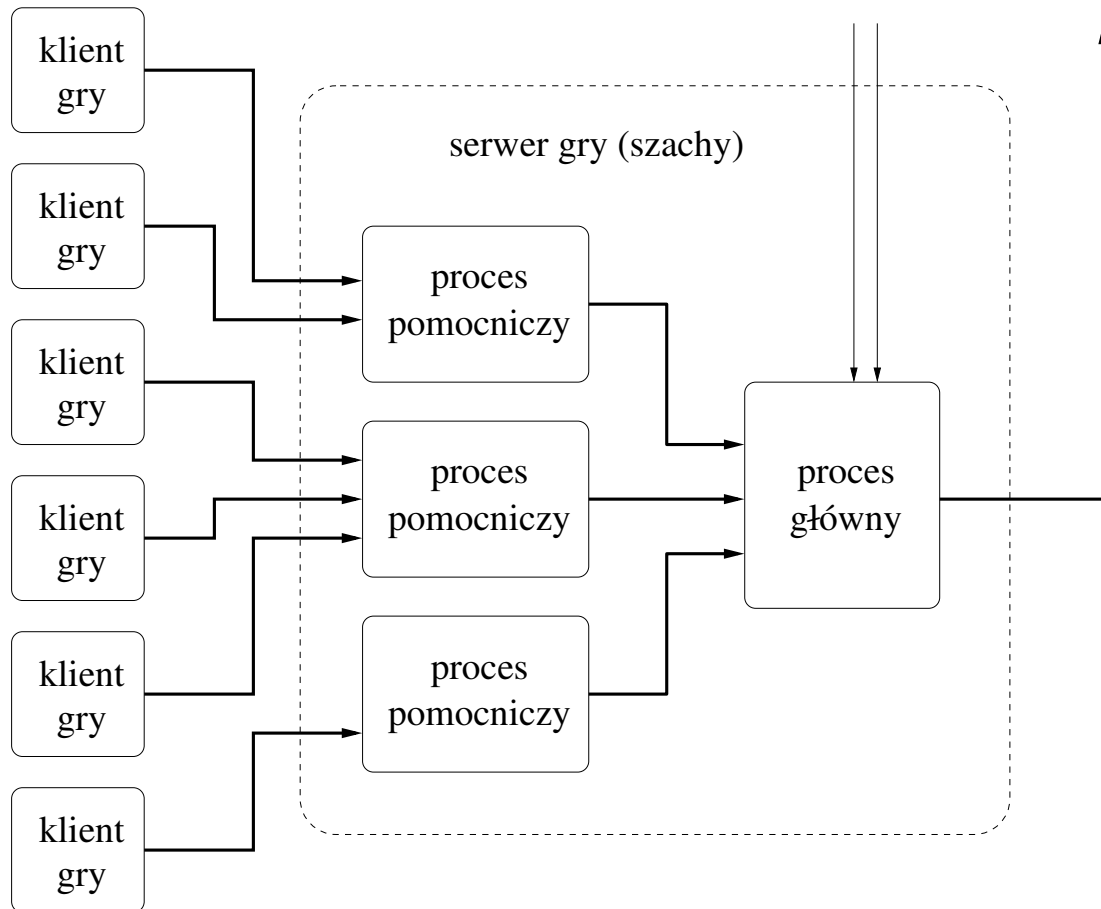 klient
gry
klient
gry
klient
gry
klient
gry
klient
gry
klient
gry
serwer gry (szachy)
proces
pomocniczy
proces
pomocniczy
proces
pomocniczy
proces
główny